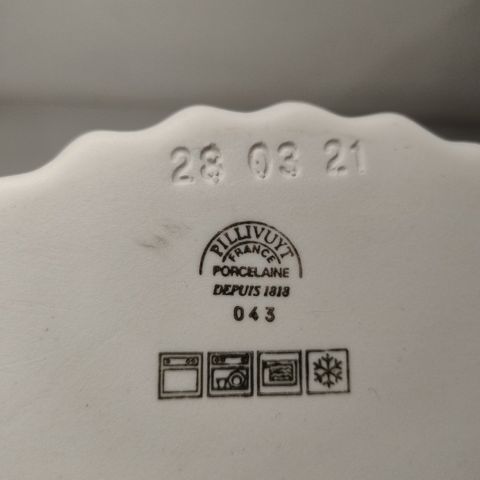 28 03 21
PILLIVUYT
FRANCE
PORCELAINE
DEPUIS 1818
043